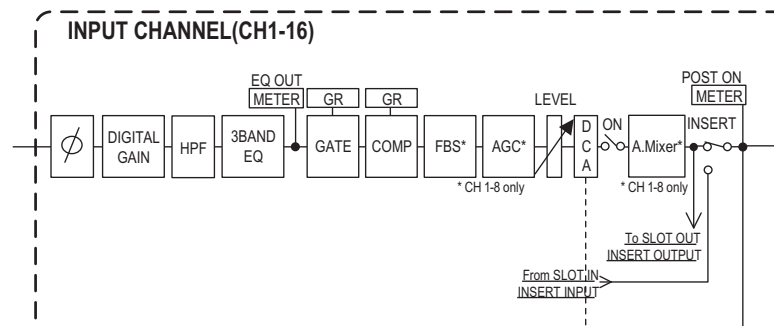 INPUT CHANNEL(CH1-16)
EQ OUT
METER
GR
GR
LEVEL
POST ON
METER
ϕ
DIGITAL
GAIN
HPF
3BAND
EQ
GATE
COMP
FBS*
AGC*
D
C
A
ON
A.Mixer*
INSERT
* CH 1-8 only
* CH 1-8 only
To SLOT OUT
INSERT OUTPUT
From SLOT IN
INSERT INPUT